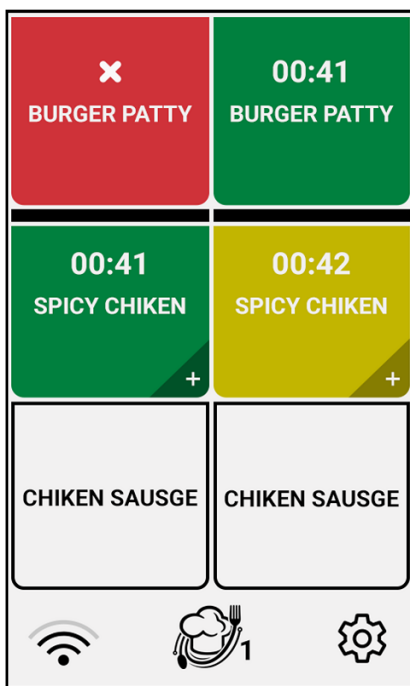 BURGER PATTY
00:41
BURGER PATTY
00:41
SPICY CHIKEN
+
00:42
SPICY CHIKEN
+
CHIKEN SAUSGE
CHIKEN SAUSGE
1